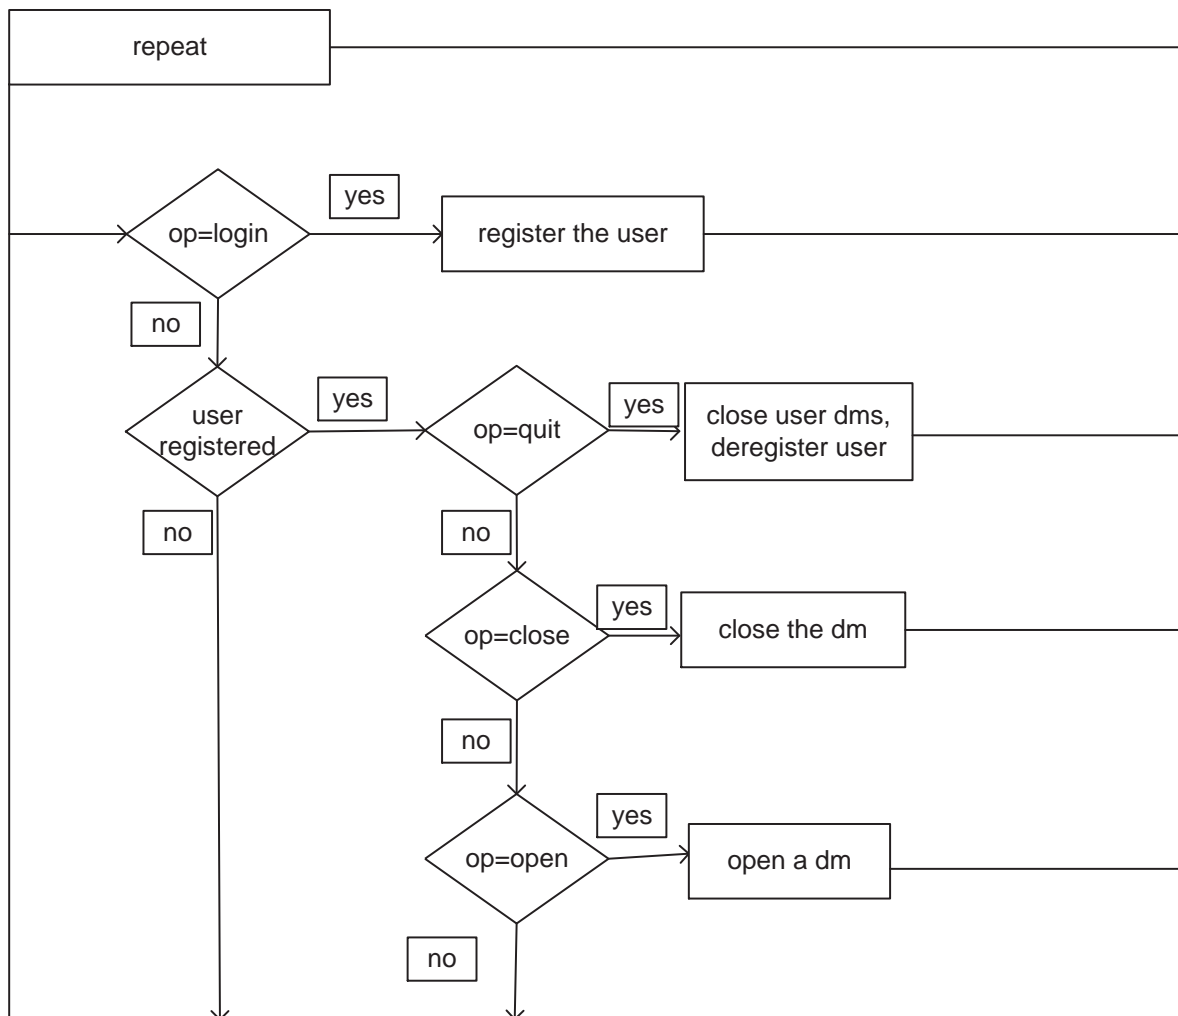 repeat
yes
op=login
register the user
no
user
registered
yes
op=quit
yes
close user dms,
deregister user
no
no
op=close
yes
close the dm
no
yes
op=open
open a dm
no